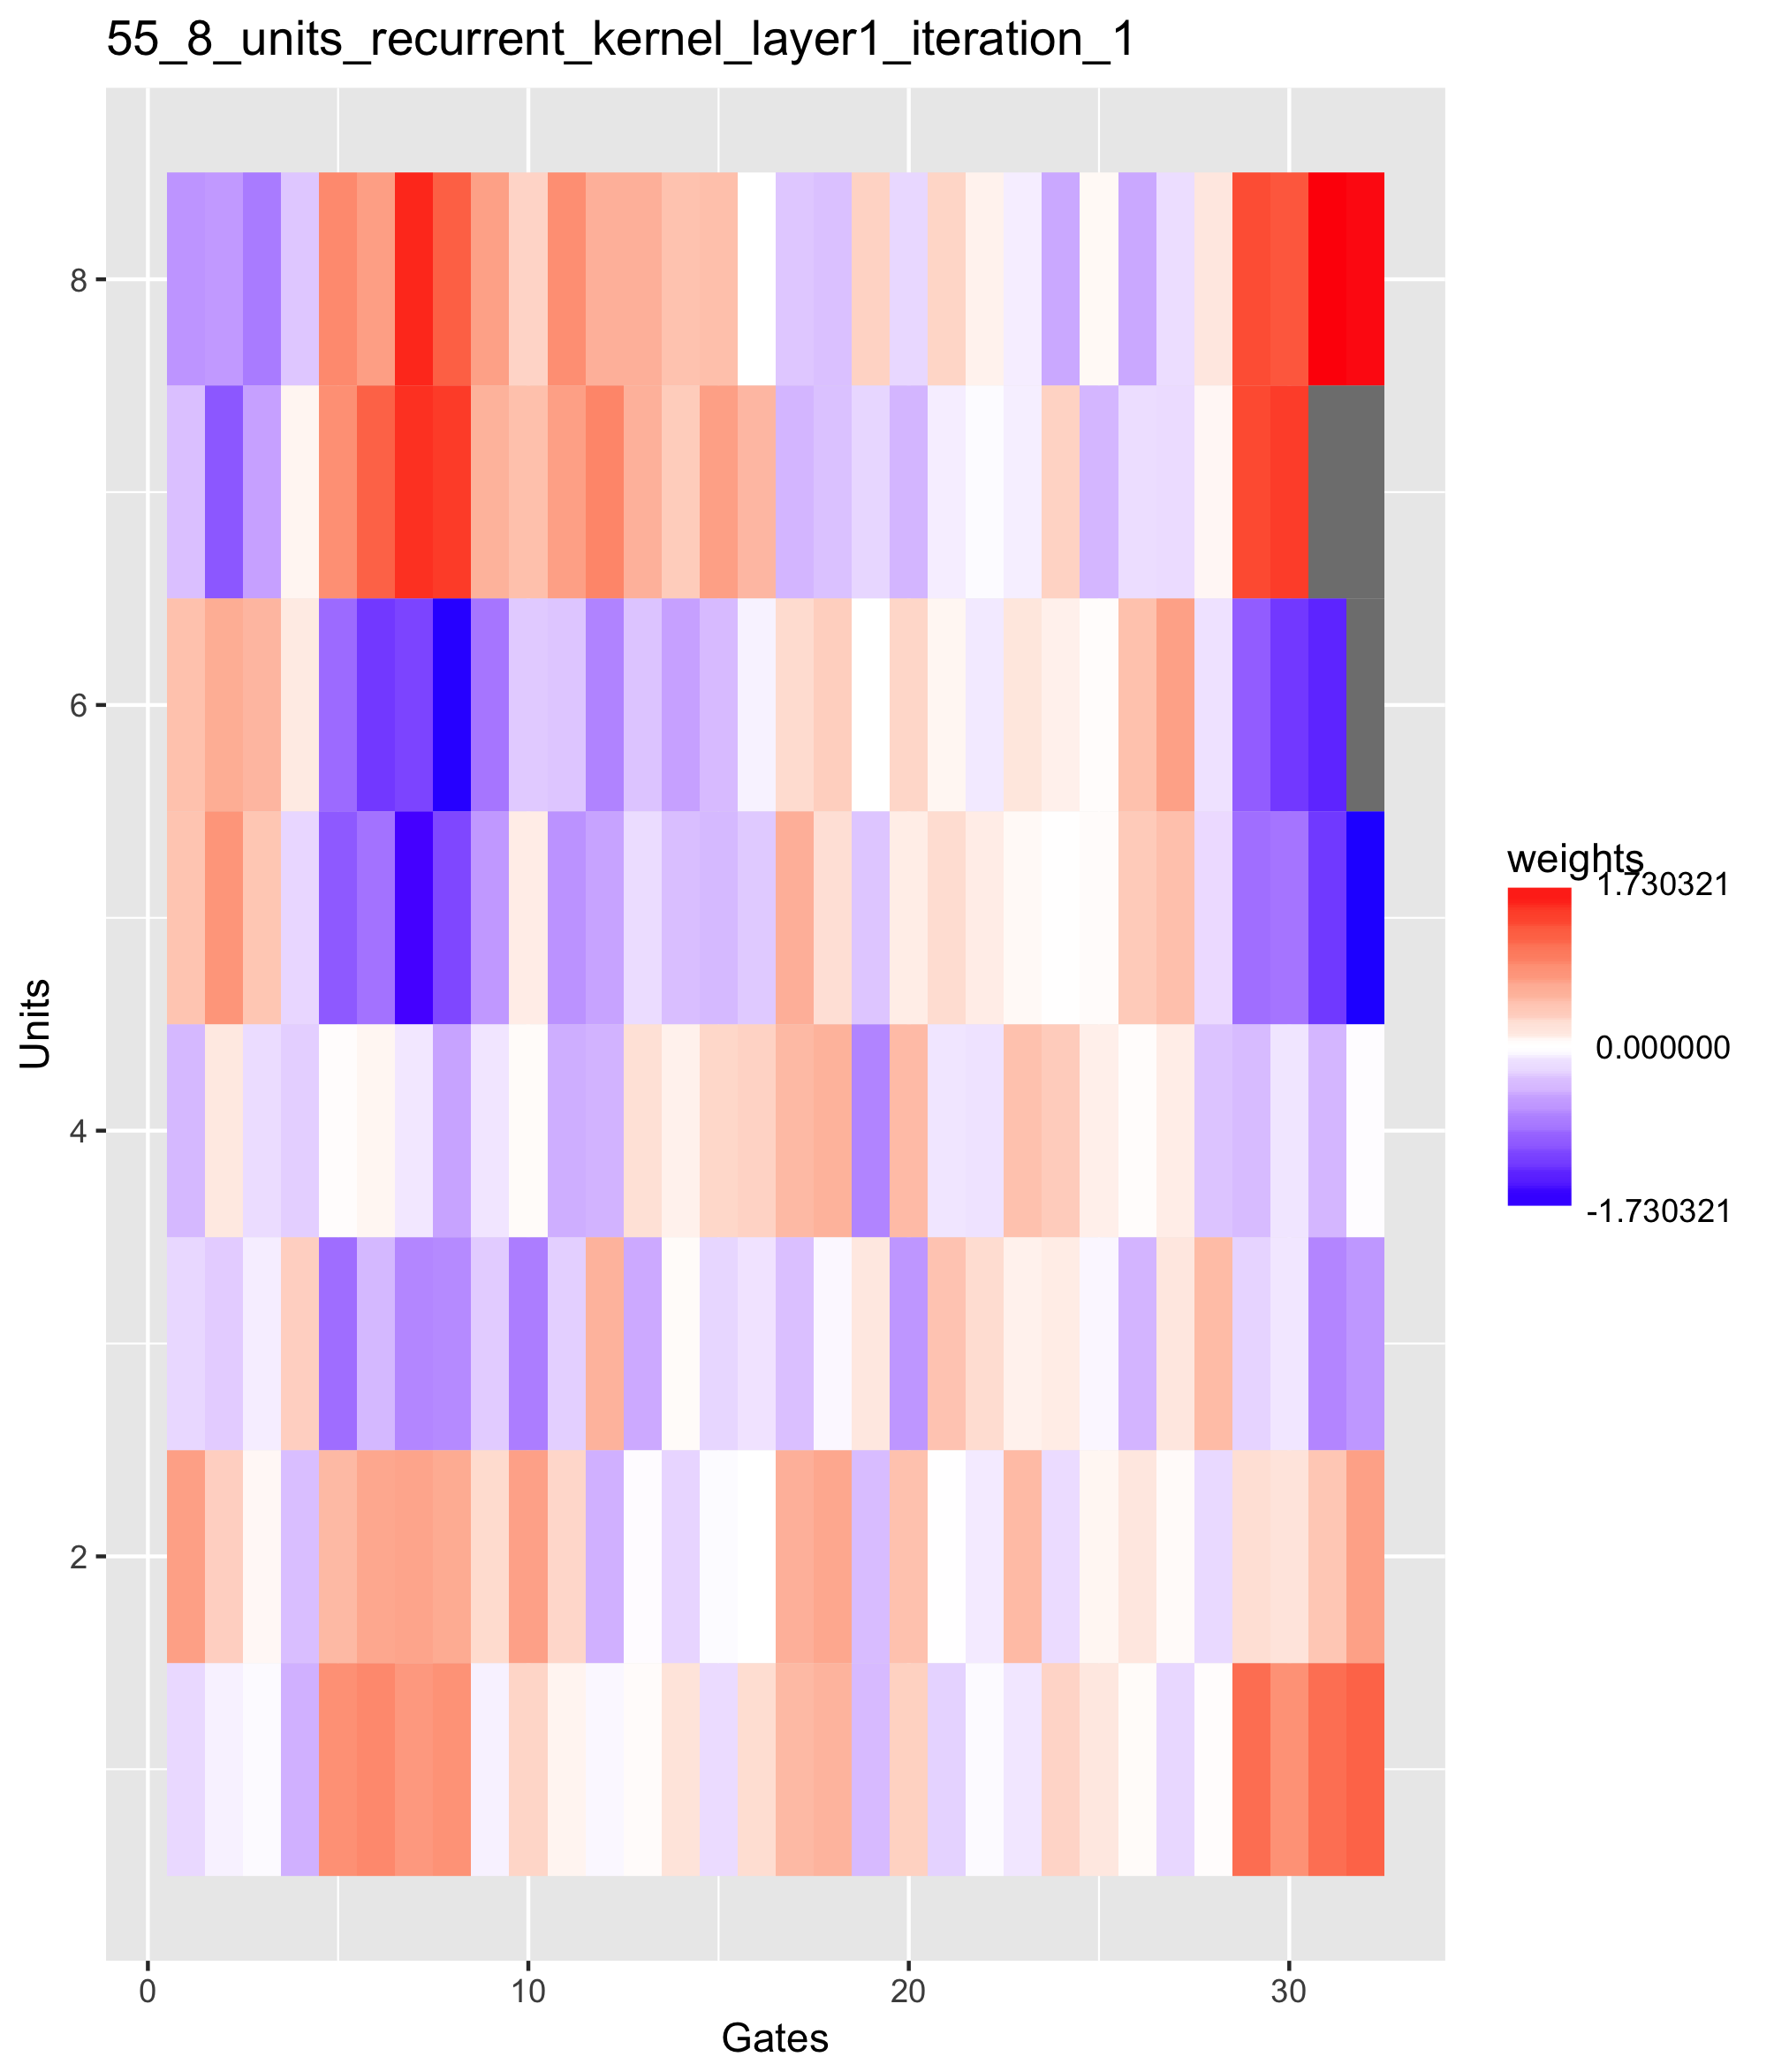 55_8_units_recurrent_kernel_layer1_iteration_1
8
6
4
2
Units
0
10
20
30
Gates
weights
1.730321
0.000000
-1.730321